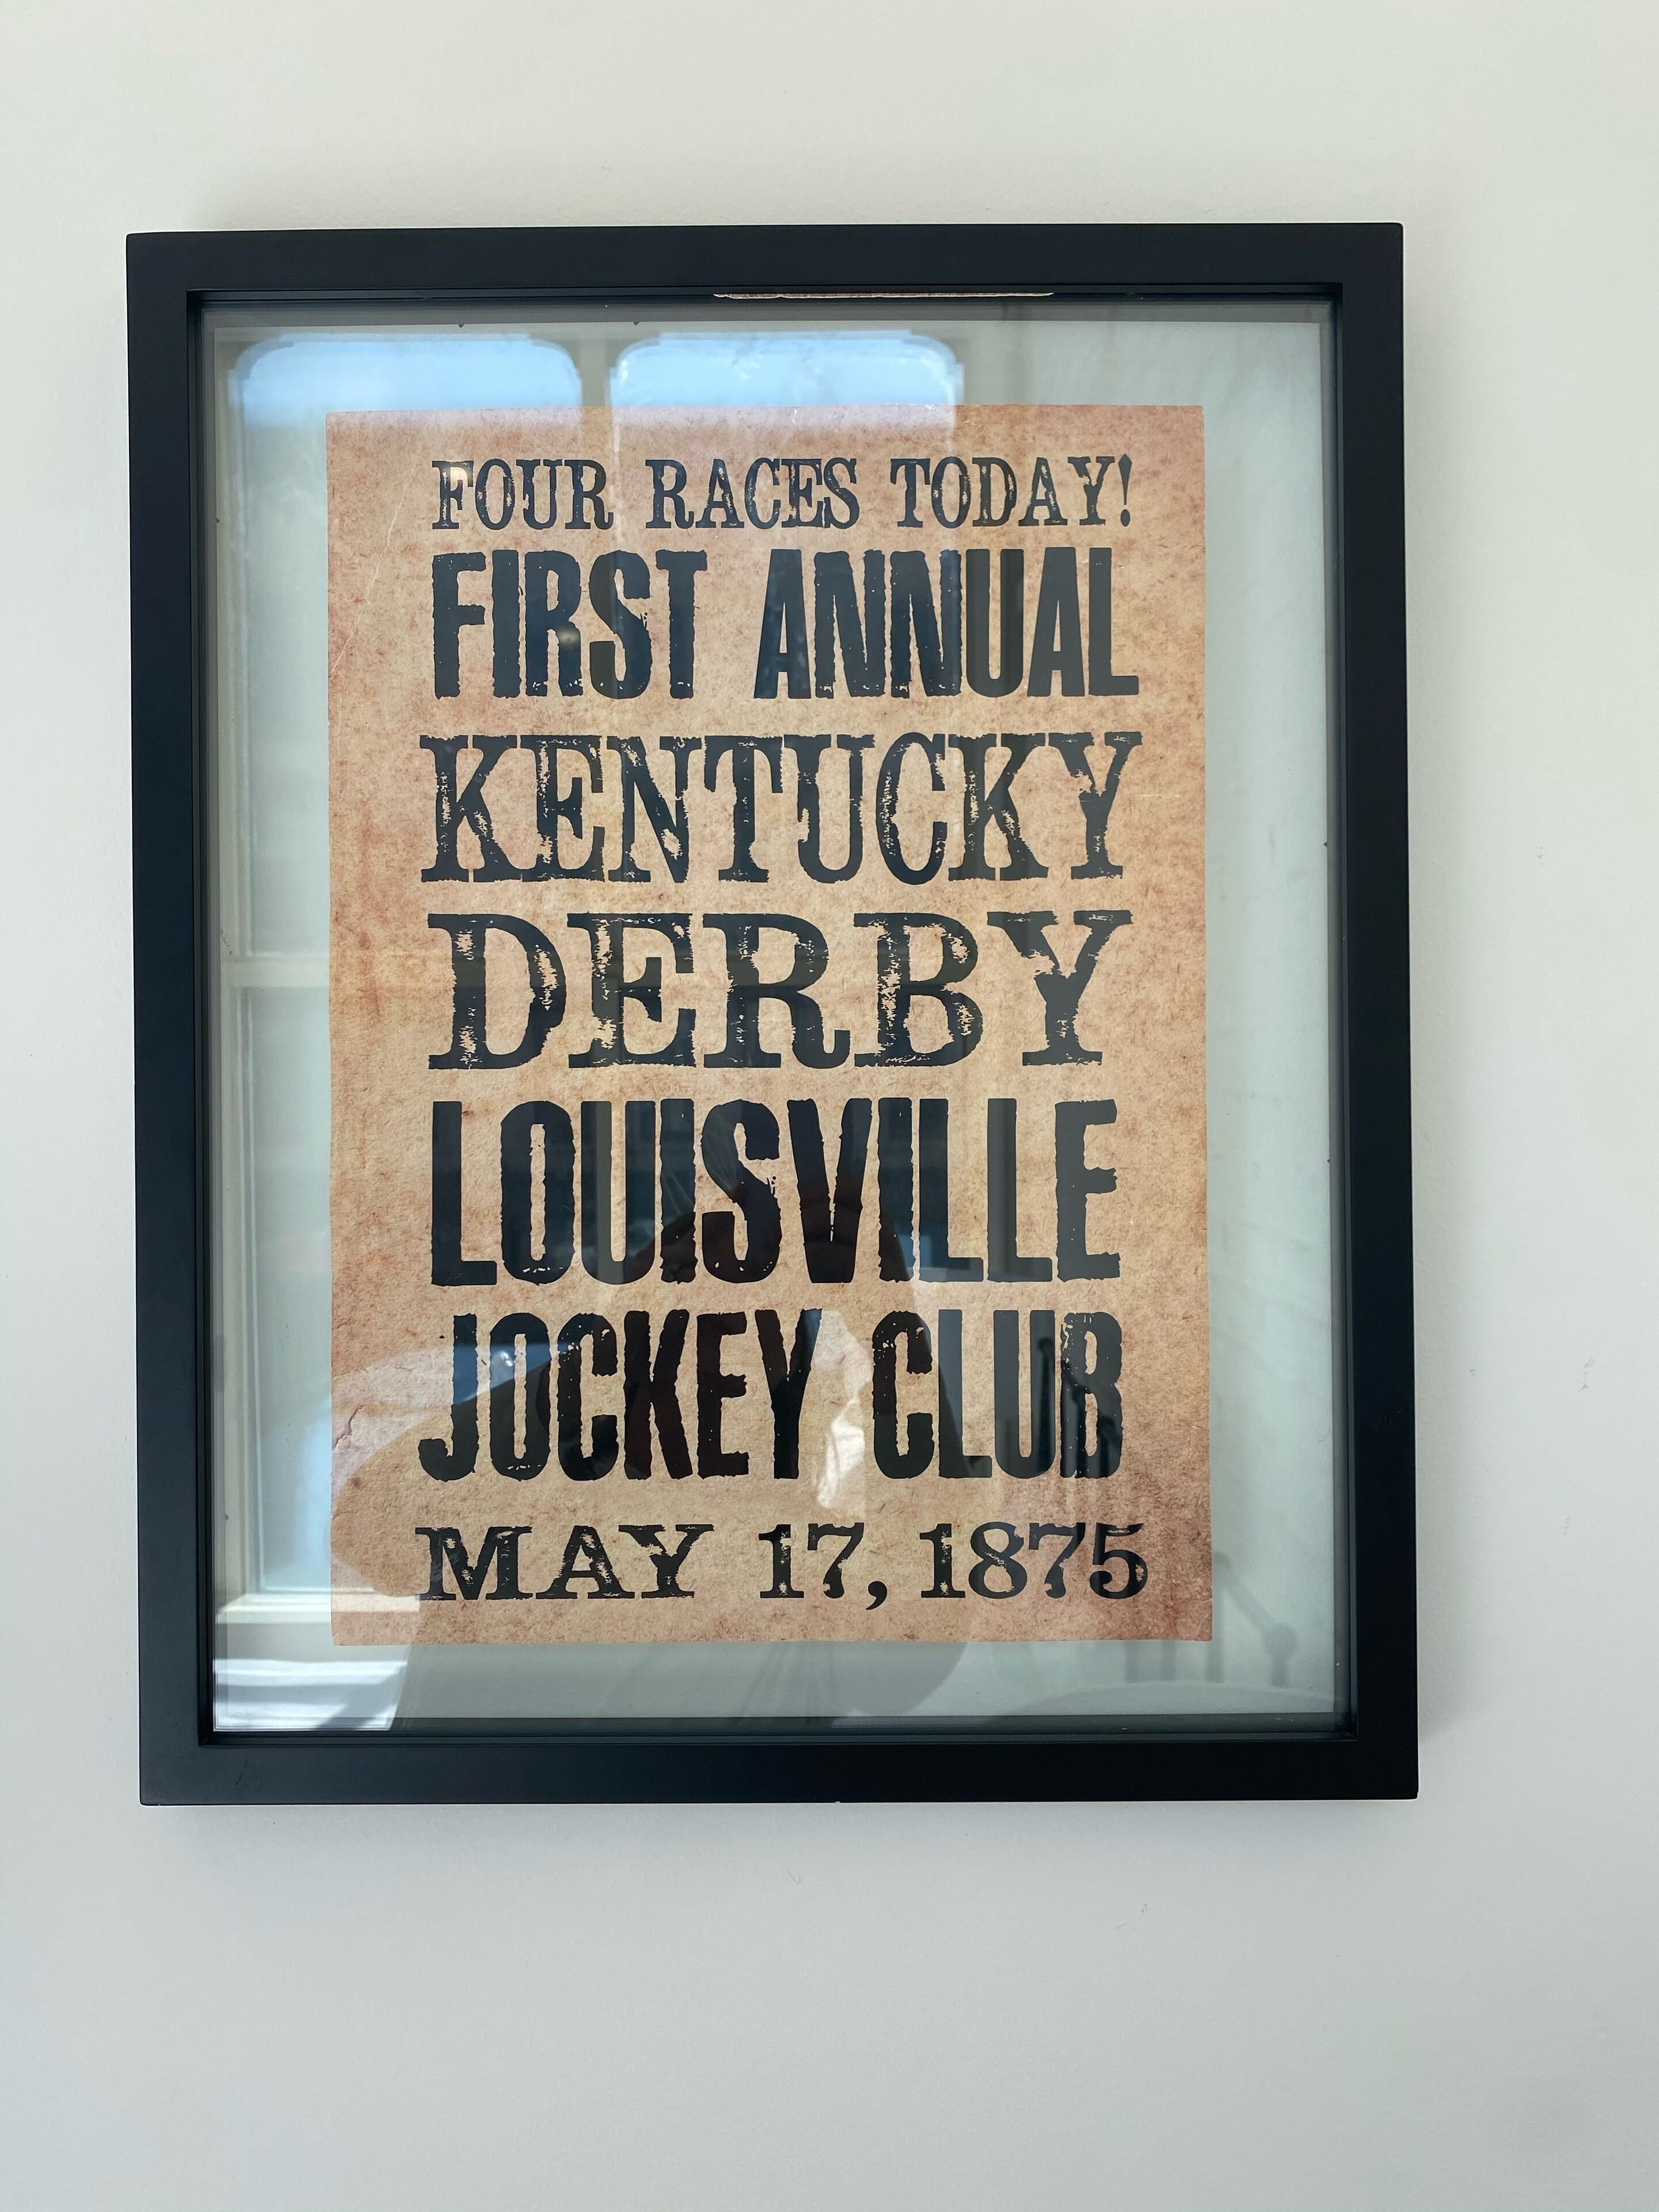 FOUR RACES TODAY!
FIRST ANNUAL
KENTUCKY
DERBY
LOUISVILLE
JOCKEY CLUB
MAY 17, 1875